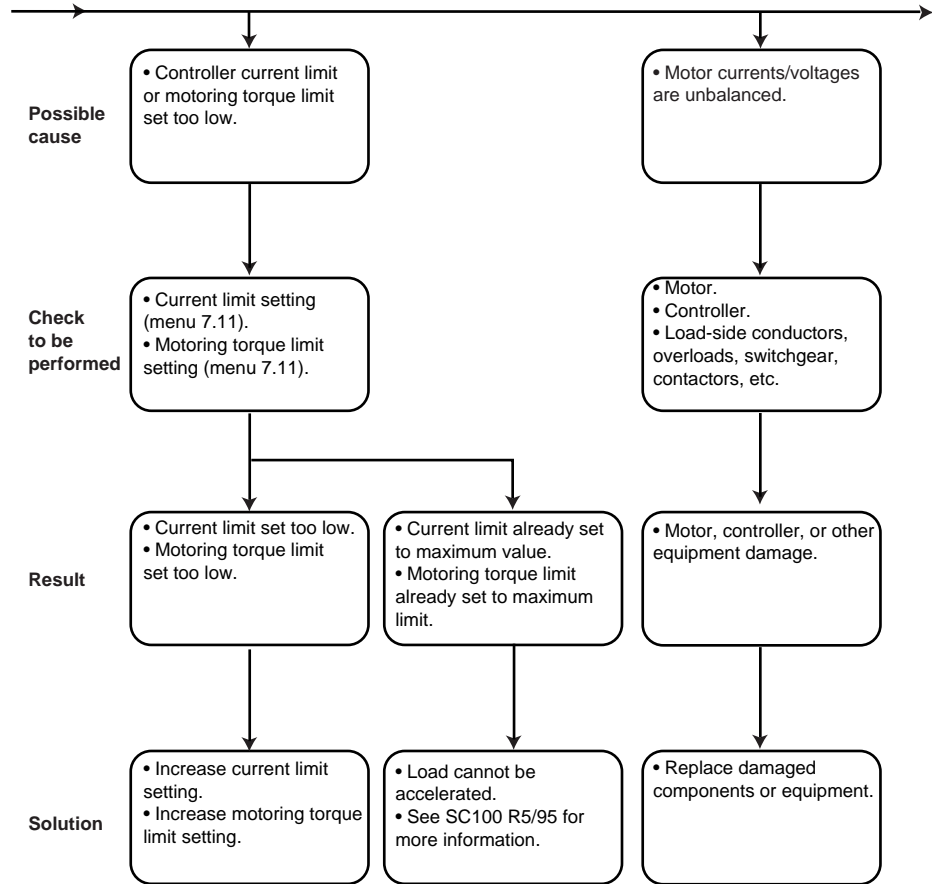 Possible
cause
• Controller current limit
or motoring torque limit
set too low.
• Motor currents/voltages
are unbalanced.
Check
to be
performed
• Current limit setting
(menu 7.11).
• Motoring torque limit
setting (menu 7.11).
• Motor.
• Controller.
• Load-side conductors,
overloads, switchgear,
contactors, etc.
Result
• Current limit set too low.
• Motoring torque limit
set too low.
• Current limit already set
to maximum value.
• Motoring torque limit
already set to maximum
limit.
• Motor, controller, or other
equipment damage.
Solution
• Increase current limit
setting.
• Increase motoring torque
limit setting.
• Load cannot be
accelerated.
• See SC100 R5/95 for
more information.
• Replace damaged
components or equipment.